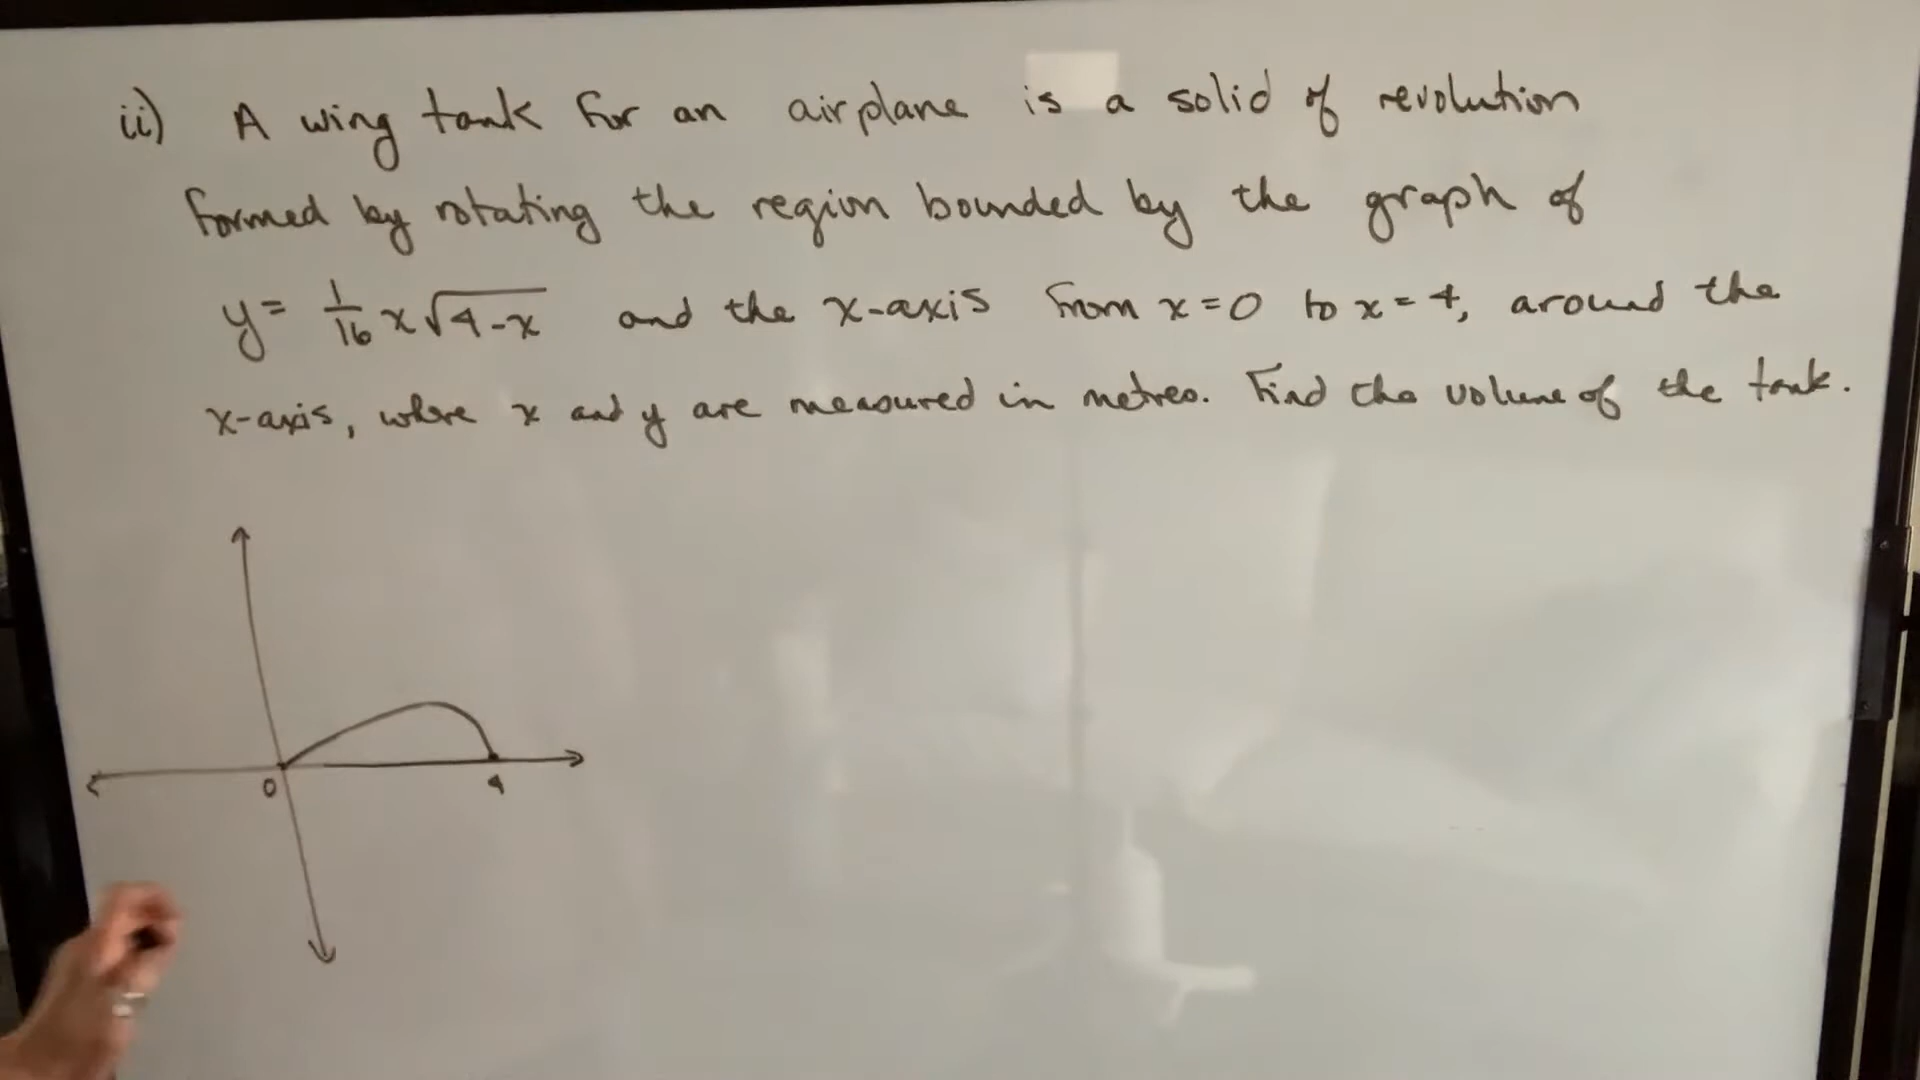 ii) A wing tank for an airplane is a solid of revolution
formed by rotating the region bounded by the graph of
y = 1/16 x√(4-x) and the x-axis from x=0 to x=4, around the
x-axis, where x and y are measured in metres. Find the volume of the tank.
0 4